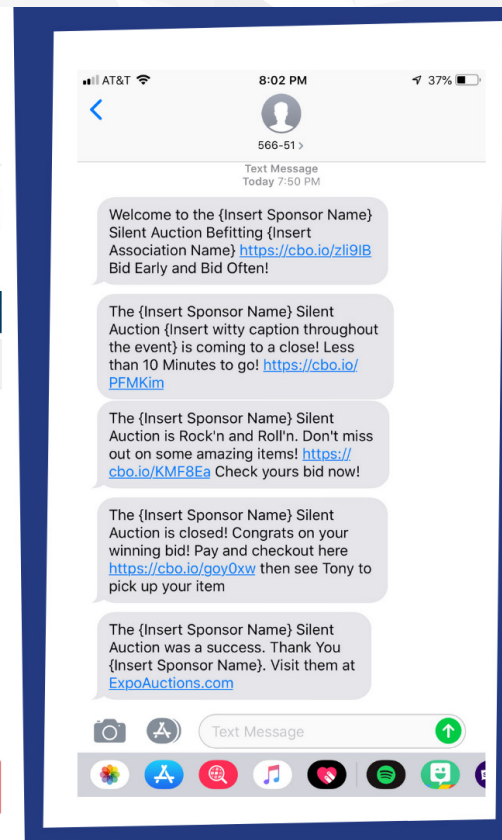 AT&T 8:02 PM 37%
566-51 >
Text Message
Today 7:50 PM
Welcome to the {Insert Sponsor Name}
Silent Auction Befitting {Insert
Association Name} https://cbo.io/zli9lB
Bid Early and Bid Often!
The {Insert Sponsor Name} Silent
Auction {Insert witty caption throughout
the event} is coming to a close! Less
than 10 Minutes to go! https://cbo.io/
PFMKim
The {Insert Sponsor Name} Silent
Auction is Rock'n and Roll'n. Don't miss
out on some amazing items! https://
cbo.io/KMF8Ea Check yours bid now!
The {Insert Sponsor Name} Silent
Auction is closed! Congrats on your
winning bid! Pay and checkout here
https://cbo.io/goy0xw then see Tony to
pick up your item
The {Insert Sponsor Name} Silent
Auction was a success. Thank You
{Insert Sponsor Name}. Visit them at
ExpoAuctions.com
Text Message